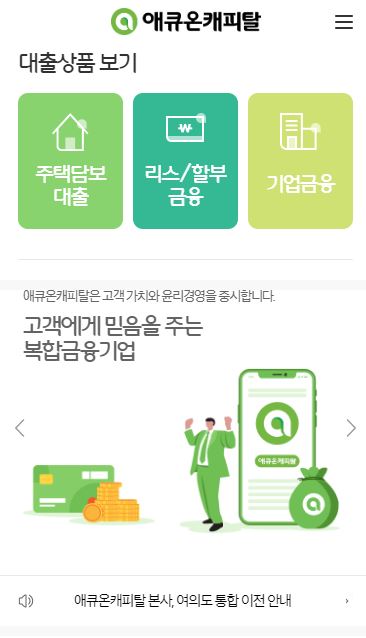 애큐온캐피탈
대출상품 보기
주택담보
대출
리스/할부
금융
기업금융
애큐온캐피탈은 고객 가치와 윤리경영을 중시합니다.
고객에게 믿음을 주는
복합금융기업
애큐온캐피탈
애큐온캐피탈 본사, 여의도 통합 이전 안내